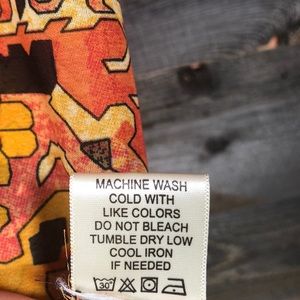 MACHINE WASH
COLD WITH
LIKE COLORS
DO NOT BLEACH
TUMBLE DRY LOW
COOL IRON
IF NEEDED
30°